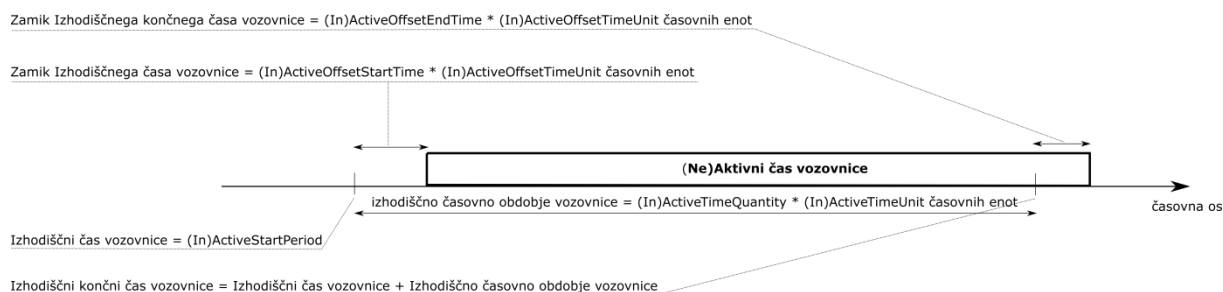 Zamik Izhodiščnega končnega časa vozovnice = (In)ActiveOffsetEndTime * (In)ActiveOffsetTimeUnit časovnih enot
Zamik Izhodiščnega časa vozovnice = (In)ActiveOffsetStartTime * (In)ActiveOffsetTimeUnit časovnih enot
(Ne)Aktivni čas vozovnice
izhodiščno časovno obdobje vozovnice = (In)ActiveTimeQuantity * (In)ActiveTimeUnit časovnih enot
časovna os
Izhodiščni čas vozovnice = (In)ActiveStartPeriod
Izhodiščni končni čas vozovnice = Izhodiščni čas vozovnice + Izhodiščno časovno obdobje vozovnice